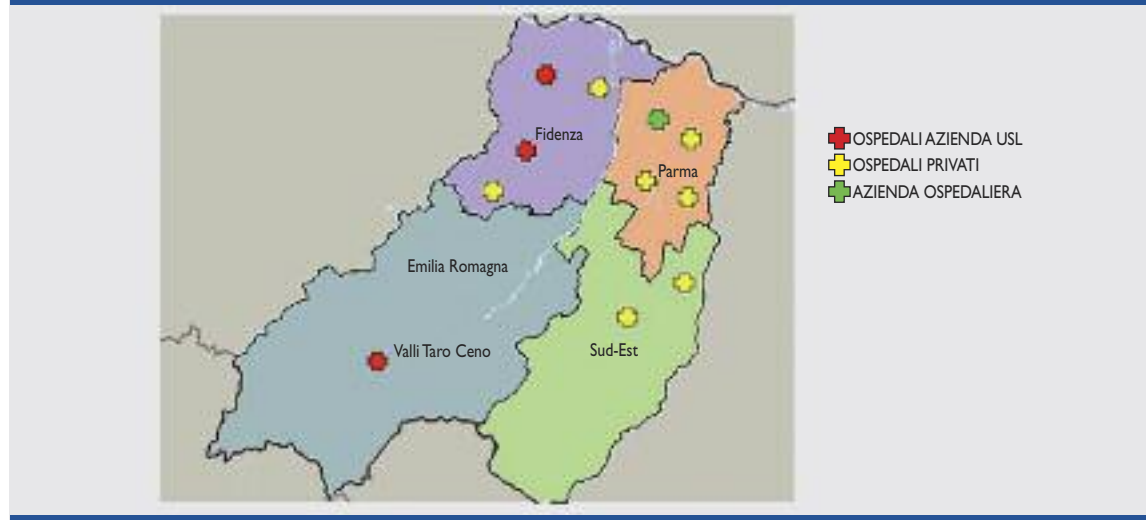 Fidenza
Parma
Emilia Romagna
Valli Taro Ceno
Sud-Est
OSPEDALI AZIENDA USL
OSPEDALI PRIVATI
AZIENDA OSPEDALIERA